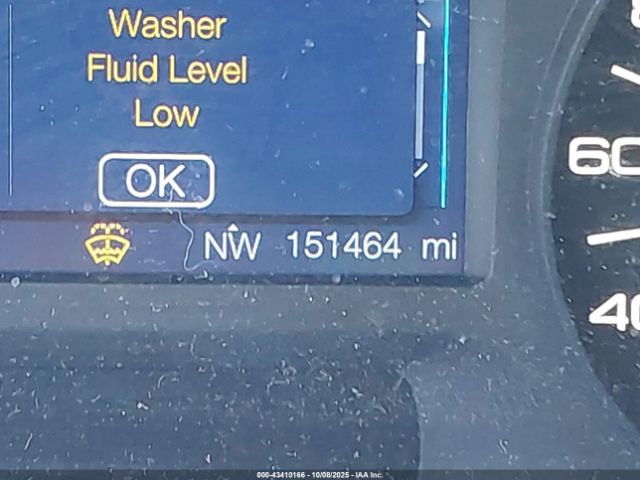 Washer
Fluid Level
Low
OK
NW 151464 mi
60
40
000-43410166 - 10/08/2025 - IAA Inc.